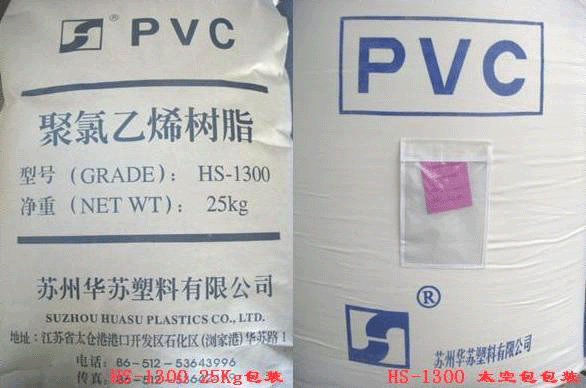 ® PVC
聚氯乙烯树脂
型号(GRADE): HS-1300
净重(NET WT): 25kg
苏州华苏塑料有限公司
SUZHOU HUASU PLASTICS CO., LTD.
地址:江苏省太仓港港口开发区石化区(浏家港)华苏路1
电话: 86-512-53643996
传真: 86-512-
HS-1300 25Kg包装
PVC
®
苏州华苏塑料有限公司
HS-1300 太空包包装